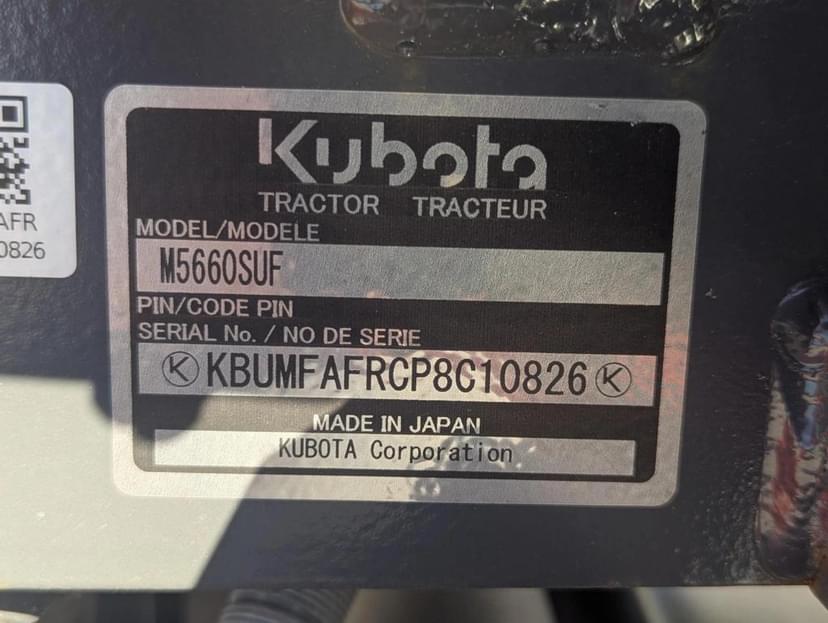 Kubota
TRACTOR TRACTEUR
MODEL/MODELE
M5660SUF
PIN/CODE PIN
SERIAL No. / NO DE SERIE
KBUMFAFRCP8C10826
MADE IN JAPAN
KUBOTA Corporation
AFR
0826